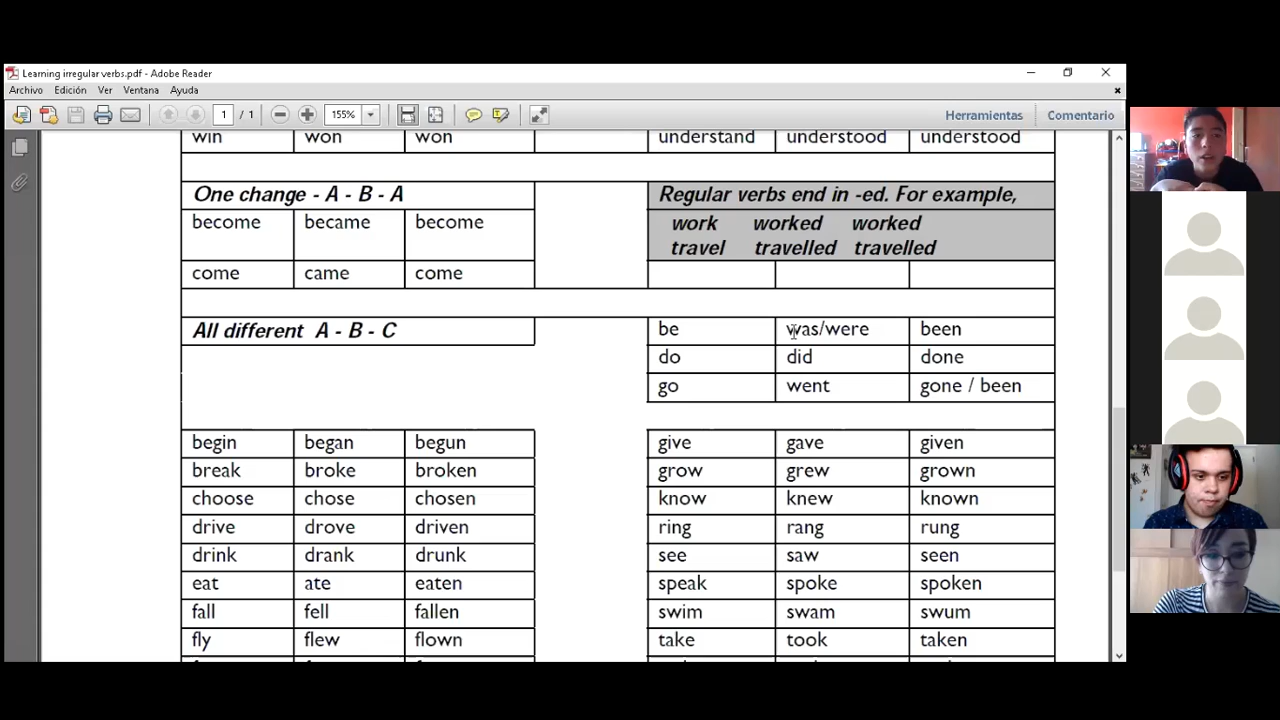 Learning irregular verbs.pdf - Adobe Reader
Archivo Edición Ver Ventana Ayuda
1 / 1 155% Herramientas Comentario
win won won understand understood understood
One change - A - B - A Regular verbs end in -ed. For example,
become became become work worked worked
travel travelled travelled
come came come
All different A - B - C be was/were been
do did done
go went gone / been
begin began begun give gave given
break broke broken grow grew grown
choose chose chosen know knew known
drive drove driven ring rang rung
drink drank drunk see saw seen
eat ate eaten speak spoke spoken
fall fell fallen swim swam swum
fly flew flown take took taken